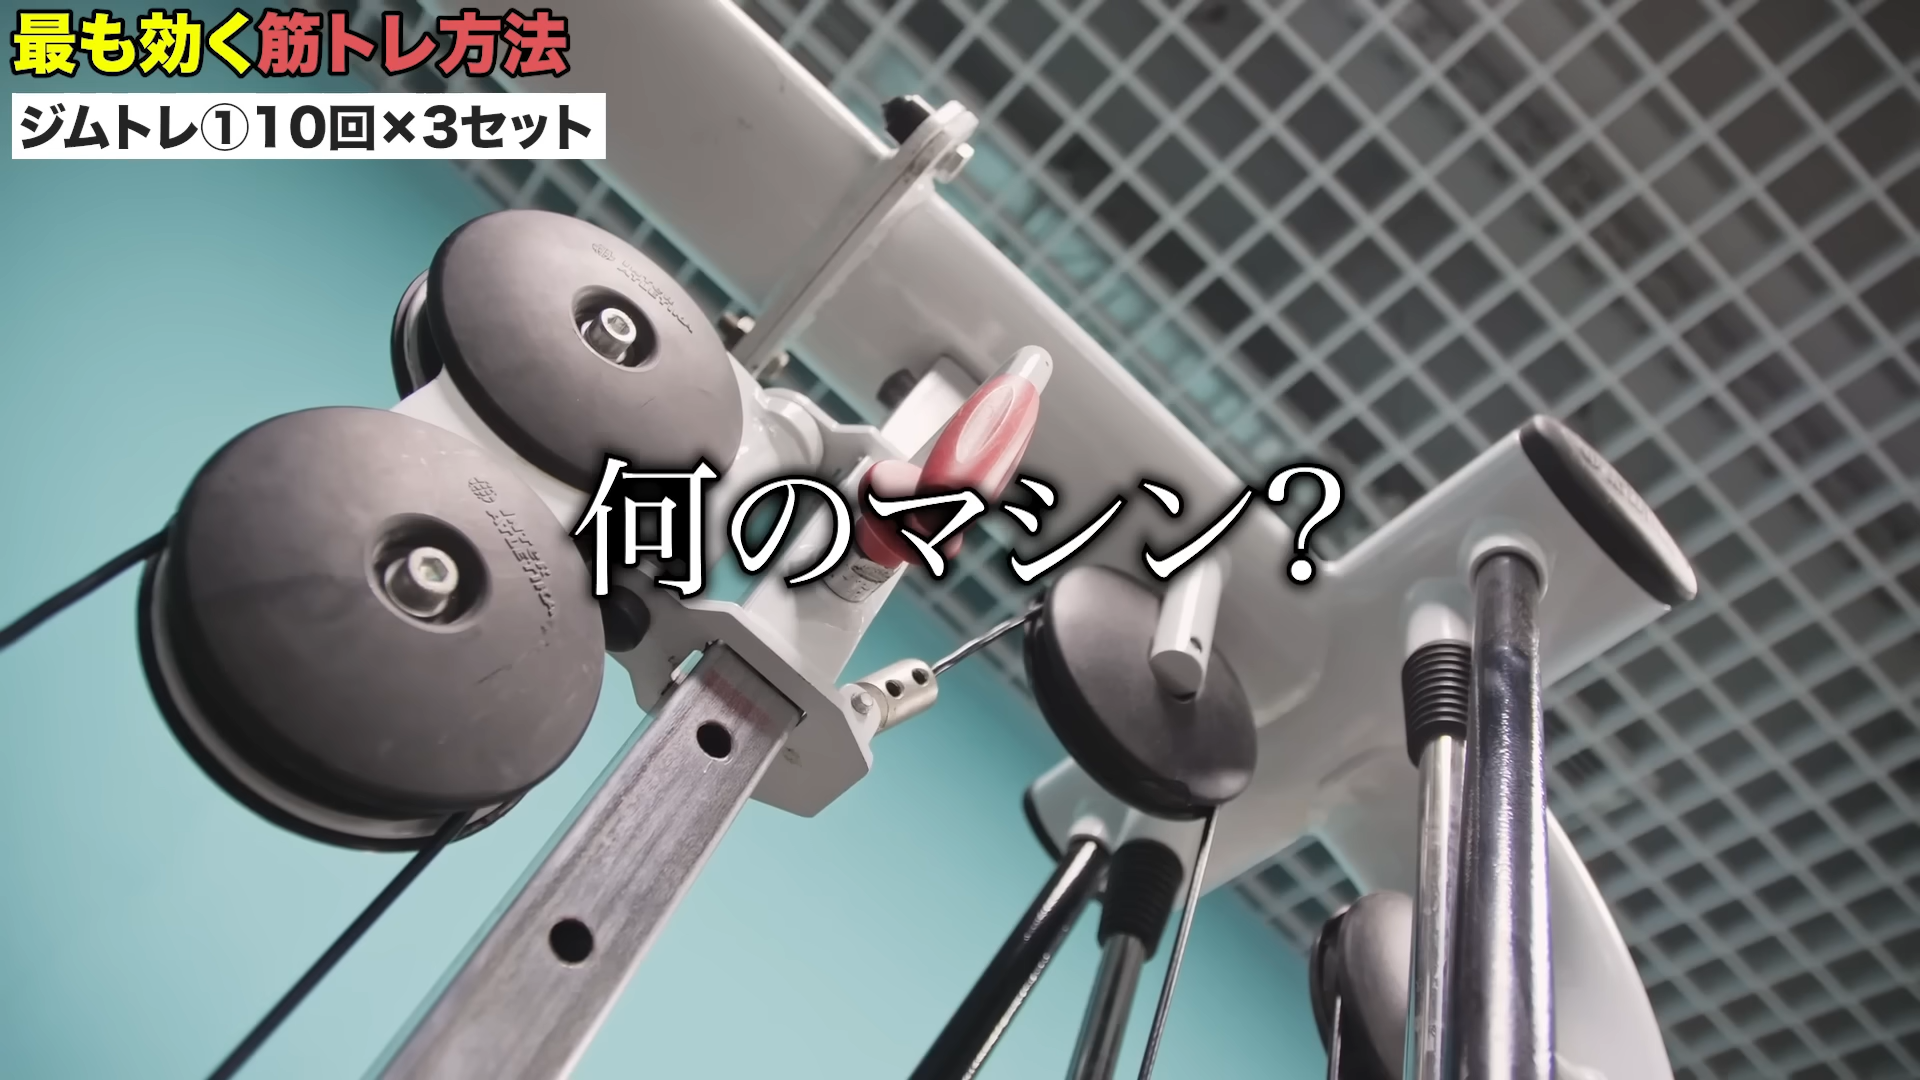 最も効く筋トレ方法
ジムトレ①10回×3セット
何のマシン?